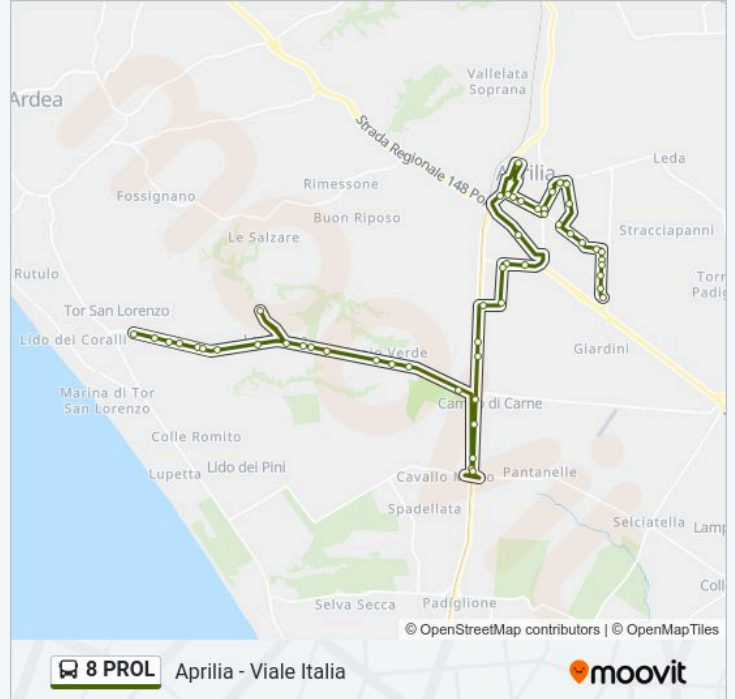 Vallelata
Soprana
Ardea
Strada Regionale 148 Po
Aprilia
Leda
Rimessone
Fossignano
Buon Riposo
Stracciapanni
Le Salzare
Rutulo
Torr
Padig
Tor San Lorenzo
Lido dei Coralli
Verde
Giardini
Marina di Tor
San Lorenzo
Campo di Carne
Colle Romito
Lido dei Pini
Lupetta
Cavallo Morto
Pantanelle
Spadellata
Selciatella
Lamp
Coll
Selva Secca
Padiglione
© OpenStreetMap contributors | © OpenMapTiles
8 PROL
Aprilia - Viale Italia
moovit